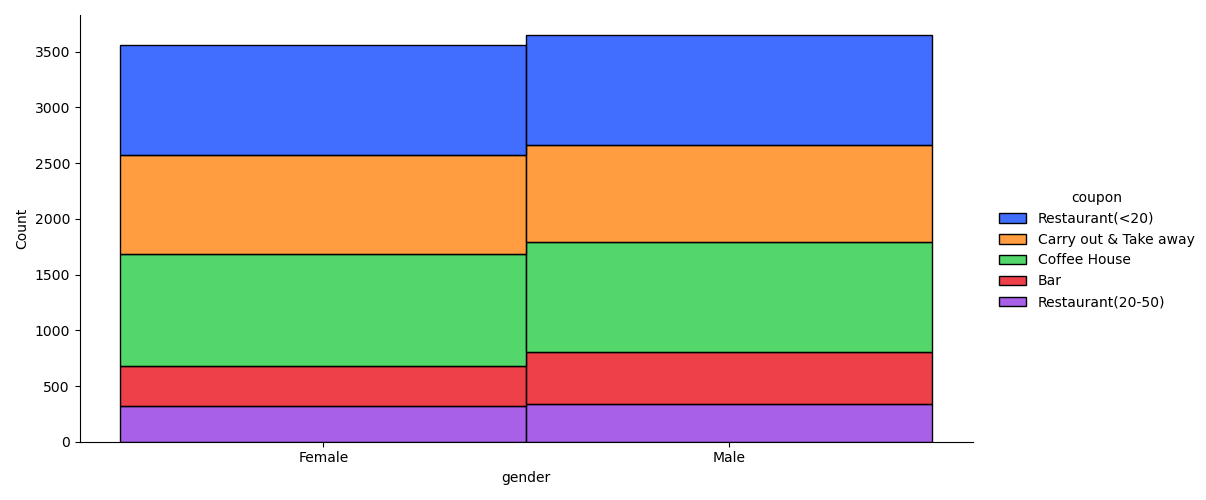 3500
3000
2500
2000
1500
1000
500
0
Count
Female
Male
gender
coupon
Restaurant(<20)
Carry out & Take away
Coffee House
Bar
Restaurant(20-50)